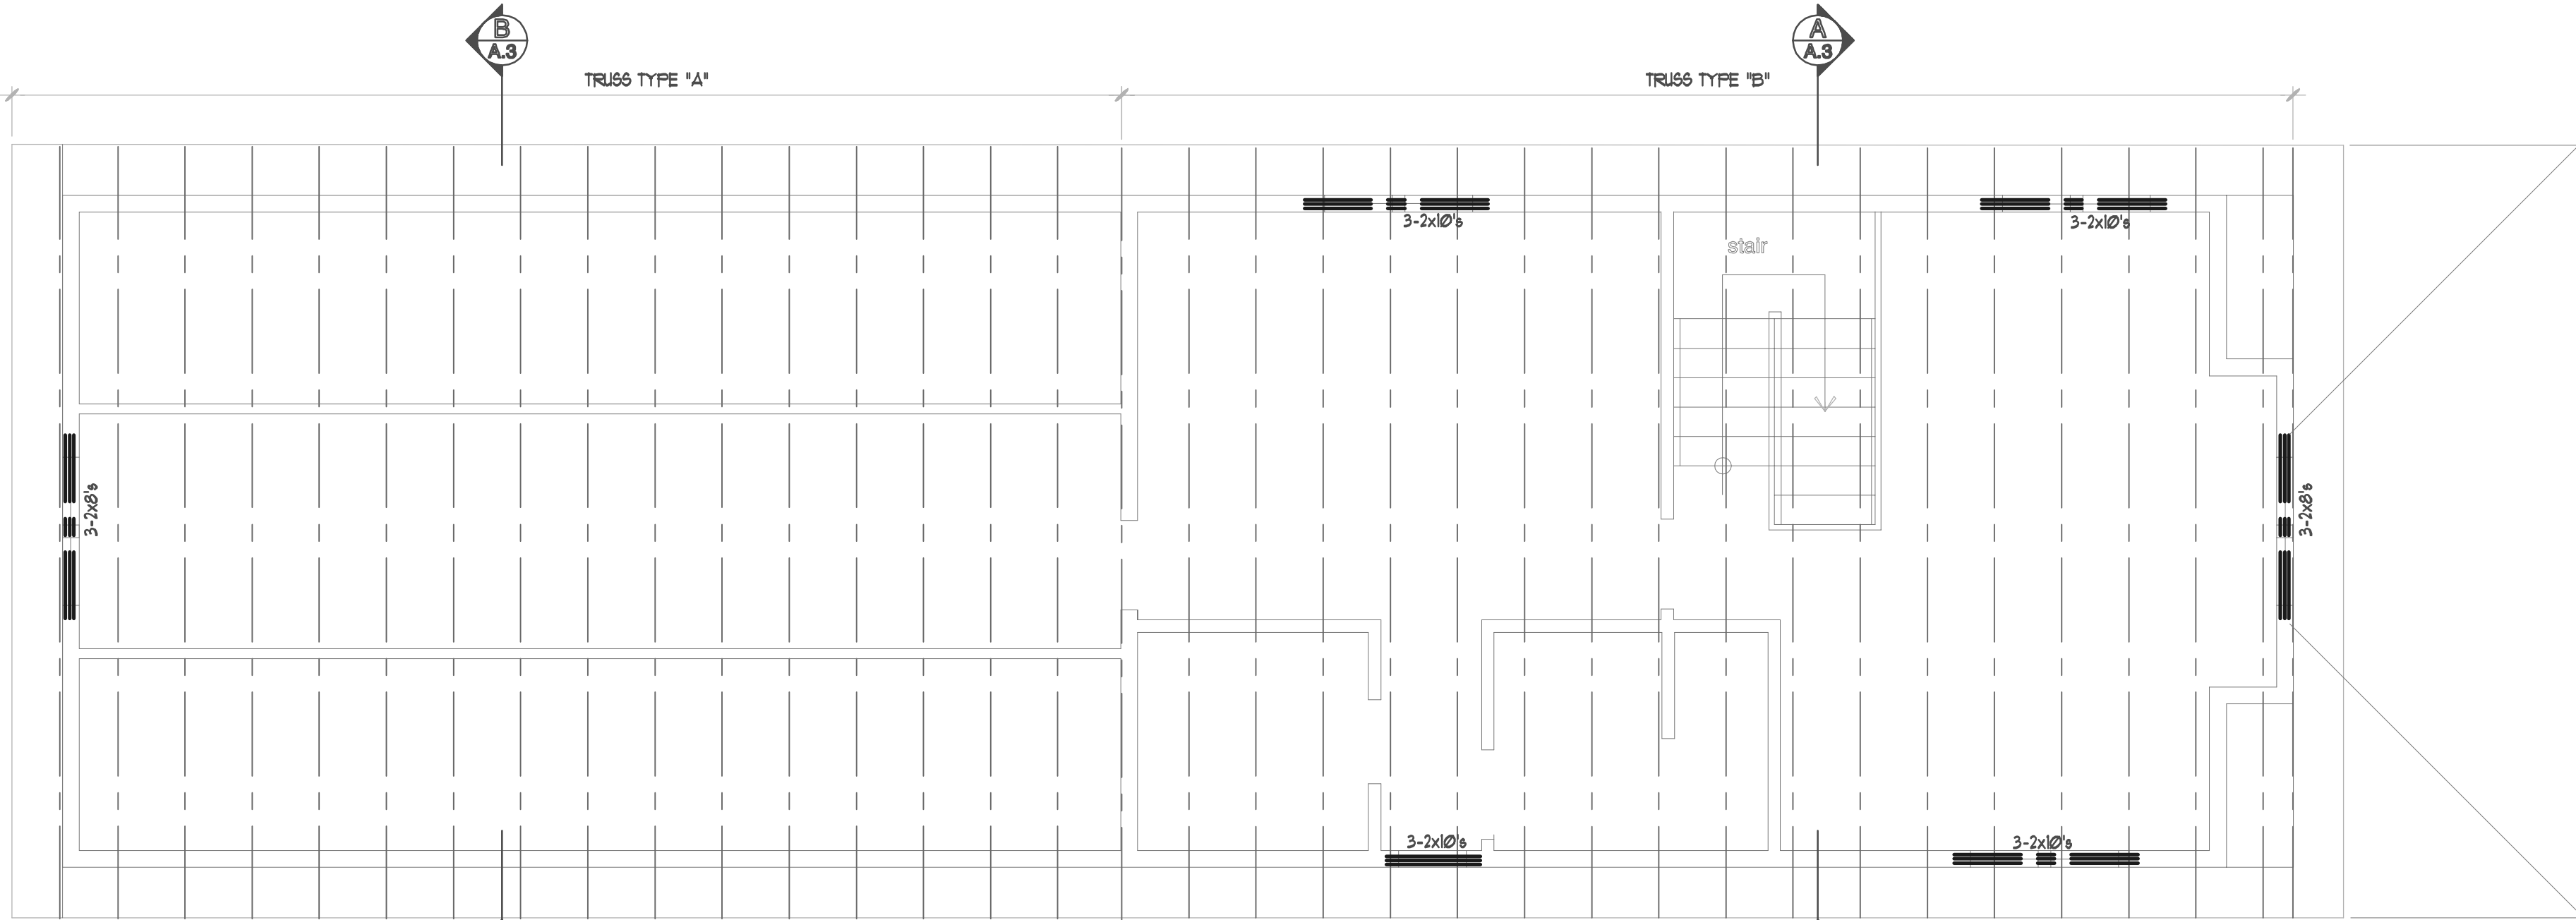 B
A.3
A
A.3
TRUSS TYPE "A"
TRUSS TYPE "B"
3-2x10's
3-2x10's
stair
3-2x8's
3-2x8's
3-2x10's
3-2x10's